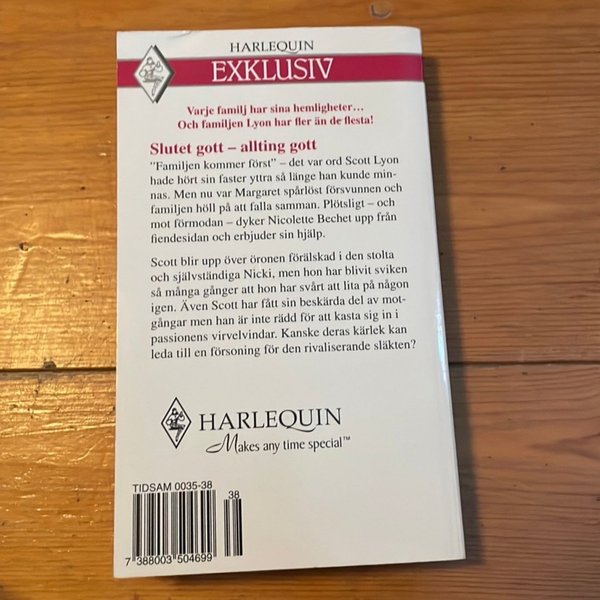 HARLEQUIN
EXKLUSIV
Varje familj har sina hemligheter…
Och familjen Lyon har fler än de flesta!
Slutet gott – allting gott
"Familjen kommer först" – det var ord Scott Lyon
hade hört sin faster yttra så länge han kunde min-
nas. Men nu var Margaret spårlöst försvunnen och
familjen höll på att falla samman. Plötsligt – och
mot förmodan – dyker Nicolette Bechet upp från
fiendesidan och erbjuder sin hjälp.
Scott blir upp över öronen förälskad i den stolta
och självständiga Nicki, men hon har blivit sviken
så många gånger att hon har svårt att lita på någon
igen. Även Scott har fått sin beskärda del av mot-
gångar men han är inte rädd för att kasta sig in i
passionens virvelvindar. Kanske deras kärlek kan
leda till en försoning för den rivaliserande släkten?
HARLEQUIN
Makes any time special™
TIDSAM 0035-38
38
7 388003 504699